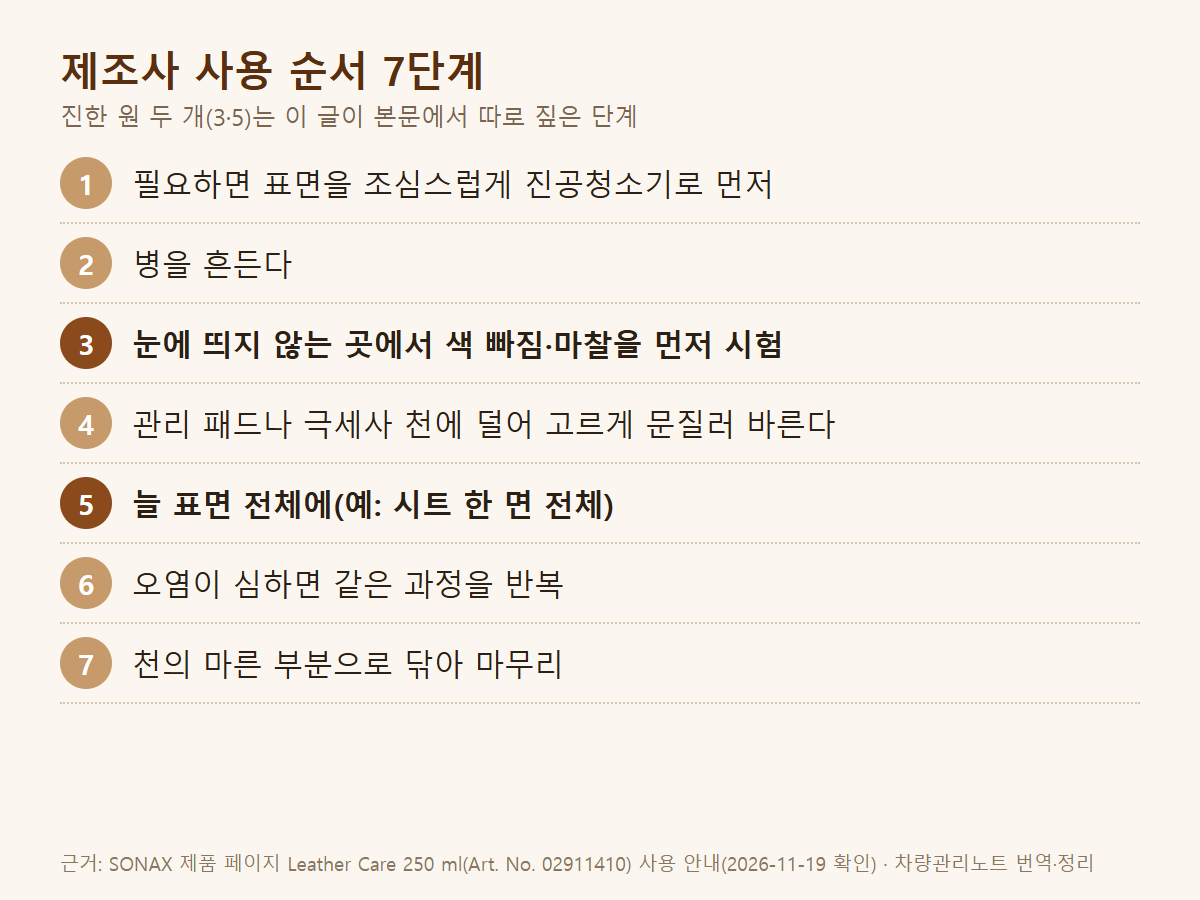 제조사 사용 순서 7단계
진한 원 두 개(3·5)는 이 글이 본문에서 따로 짚은 단계
1 필요하면 표면을 조심스럽게 진공청소기로 먼저
2 병을 흔든다
3 눈에 띄지 않는 곳에서 색 빠짐·마찰을 먼저 시험
4 관리 패드나 극세사 천에 덜어 고르게 문질러 바른다
5 늘 표면 전체에(예: 시트 한 면 전체)
6 오염이 심하면 같은 과정을 반복
7 천의 마른 부분으로 닦아 마무리
근거: SONAX 제품 페이지 Leather Care 250 ml(Art. No. 02911410) 사용 안내(2026-11-19 확인) · 차량관리노트 번역·정리